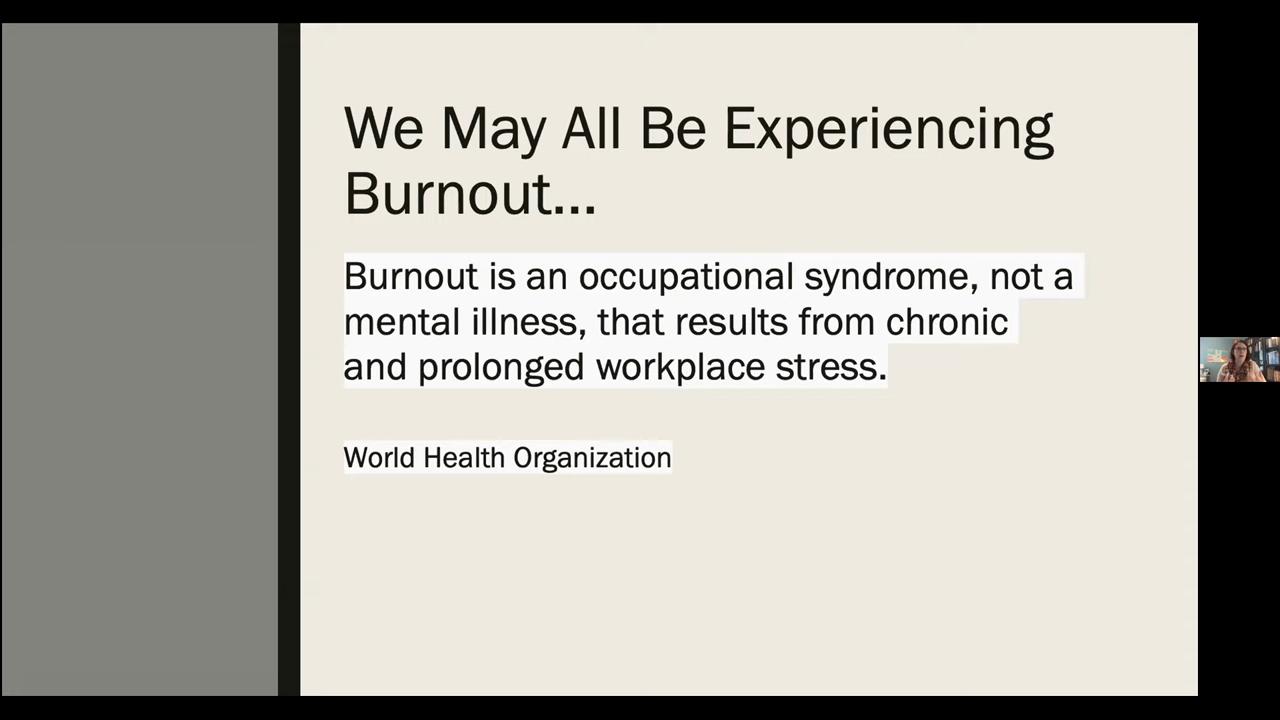 We May All Be Experiencing
Burnout...
Burnout is an occupational syndrome, not a
mental illness, that results from chronic
and prolonged workplace stress.
World Health Organization